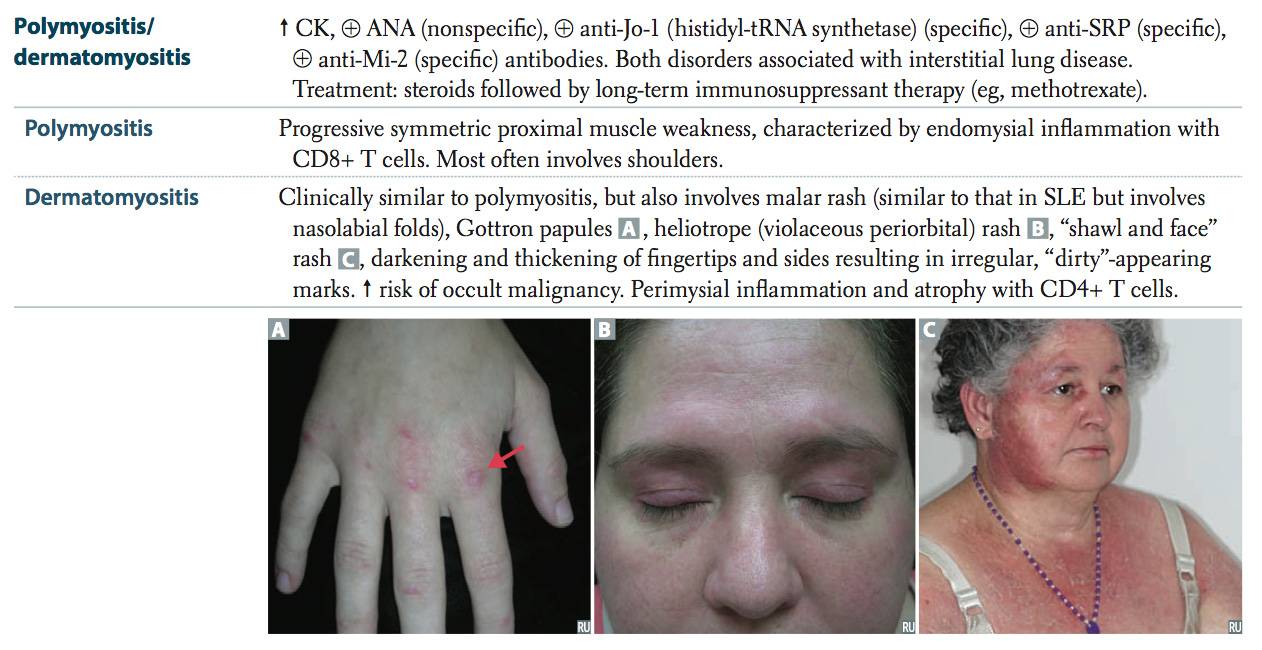 Polymyositis/
dermatomyositis
↑ CK, ⊕ ANA (nonspecific), ⊕ anti-Jo-1 (histidyl-tRNA synthetase) (specific), ⊕ anti-SRP (specific),
⊕ anti-Mi-2 (specific) antibodies. Both disorders associated with interstitial lung disease.
Treatment: steroids followed by long-term immunosuppressant therapy (eg, methotrexate).
Polymyositis
Progressive symmetric proximal muscle weakness, characterized by endomysial inflammation with
CD8+ T cells. Most often involves shoulders.
Dermatomyositis
Clinically similar to polymyositis, but also involves malar rash (similar to that in SLE but involves
nasolabial folds), Gottron papules A, heliotrope (violaceous periorbital) rash B, “shawl and face”
rash C, darkening and thickening of fingertips and sides resulting in irregular, “dirty”-appearing
marks. ↑ risk of occult malignancy. Perimysial inflammation and atrophy with CD4+ T cells.
A
B
C
RU
RU
RU